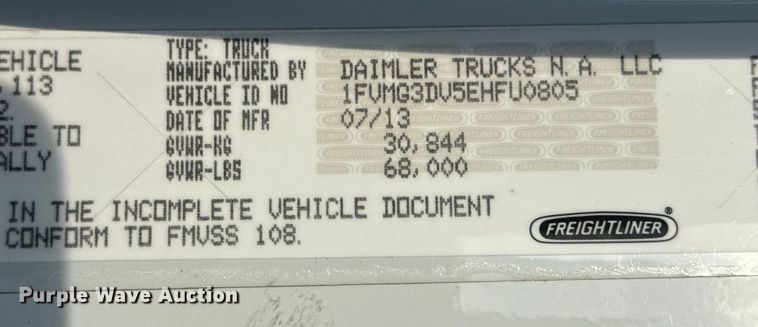 EHICLE
113
2.
BLE TO
ALLY
TYPE: TRUCK
MANUFACTURED BY DAIMLER TRUCKS N.A. LLC
VEHICLE ID NO 1FVMG3DV5EHFU0805
DATE OF MFR 07/13
GVWR-KG 30,844
GVWR-LBS 68,000
IN THE INCOMPLETE VEHICLE DOCUMENT
CONFORM TO FMVSS 108.
FREIGHTLINER®
Purple Wave Auction